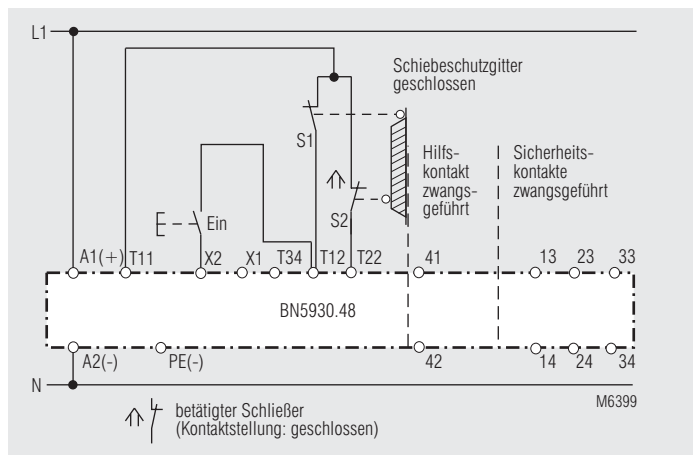 L1
Schiebeschutzgitter
geschlossen
S1
Hilfs-
kontakt
zwangs-
geführt
Sicherheits-
kontakte
zwangsgeführt
Ein
S2
A1(+) T11 X2 X1 T34 T12 T22 41 13 23 33
BN5930.48
A2(-) PE(-) 42 14 24 34
N
M6399
betätigter Schließer
(Kontaktstellung: geschlossen)